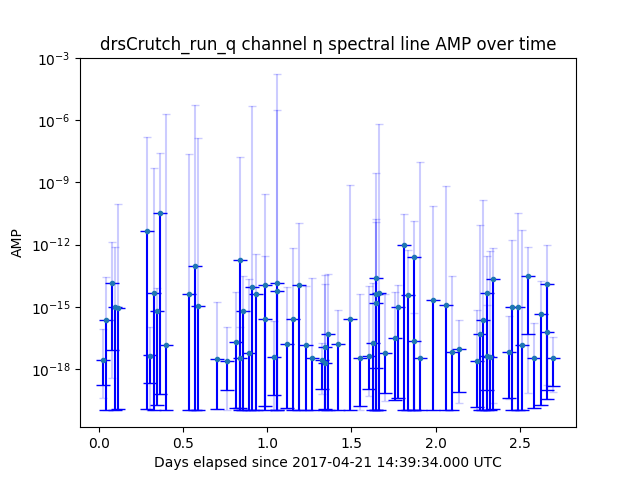 drsCrutch_run_q channel η spectral line AMP over time
AMP
10⁻³
10⁻⁶
10⁻⁹
10⁻¹²
10⁻¹⁵
10⁻¹⁸
0.0 0.5 1.0 1.5 2.0 2.5
Days elapsed since 2017-04-21 14:39:34.000 UTC